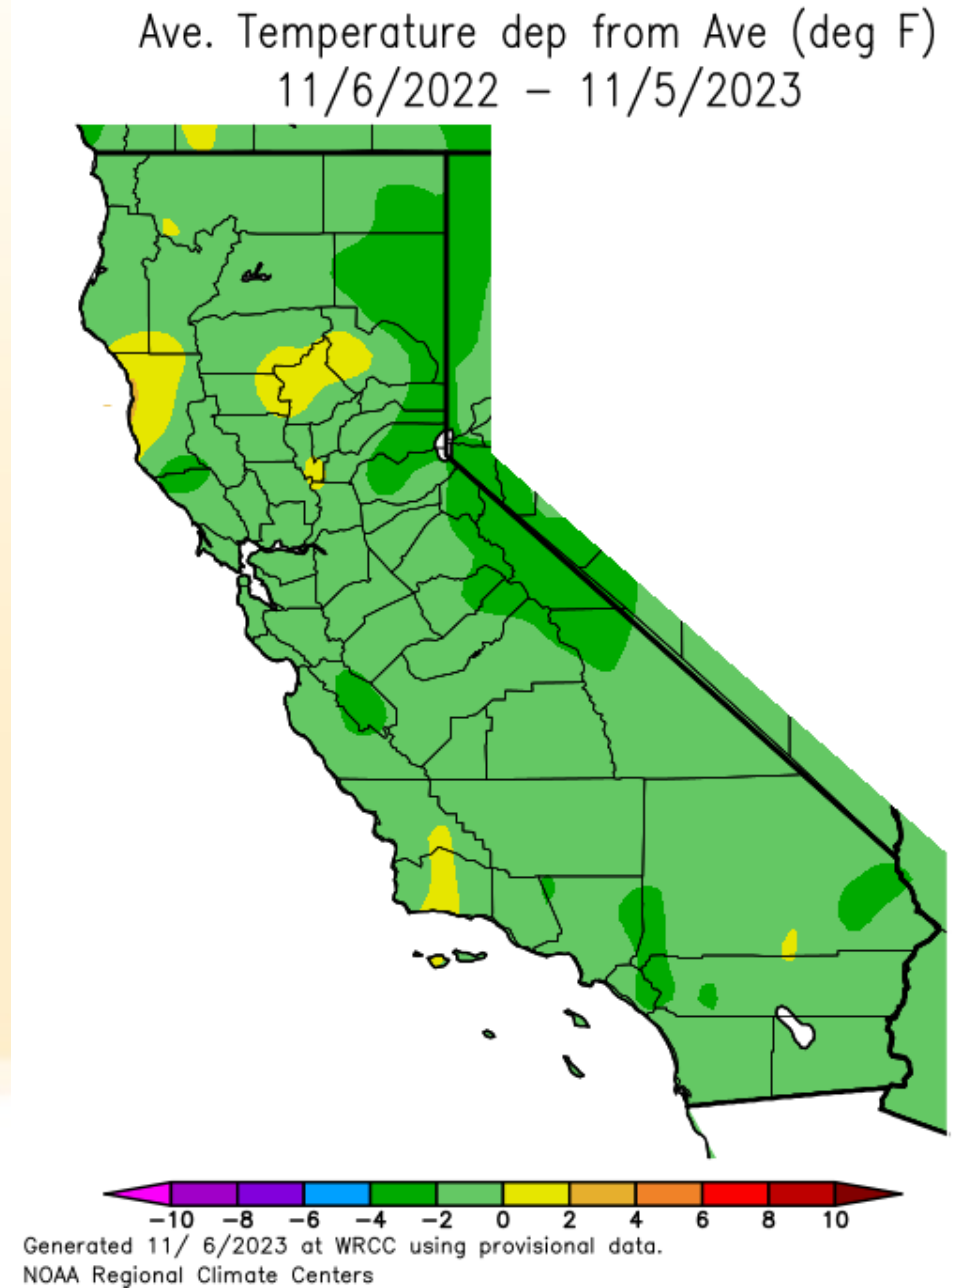 Ave. Temperature dep from Ave (deg F)
11/6/2022 – 11/5/2023
−10 −8 −6 −4 −2 0 2 4 6 8 10
Generated 11/ 6/2023 at WRCC using provisional data.
NOAA Regional Climate Centers